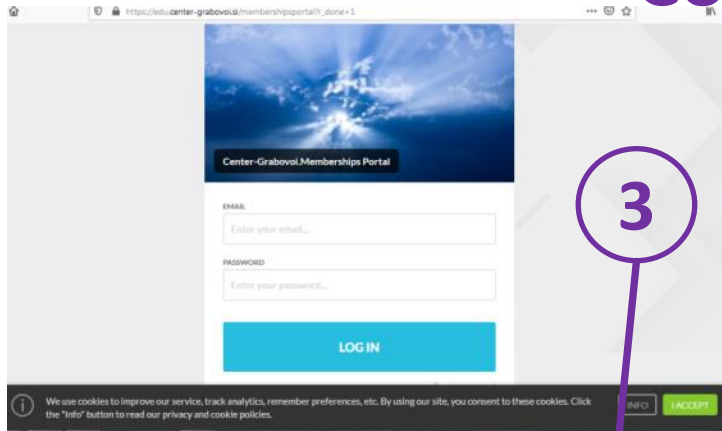 https://edu.center-grabovoi.si/membershipsportal?r_done=1
Center-Grabovoi.Memberships Portal
EMAIL
Enter your email...
3
PASSWORD
Enter your password...
LOG IN
We use cookies to improve our service, track analytics, remember preferences, etc. By using our site, you consent to these cookies. Click
the "Info" button to read our privacy and cookie policies.
INFO
I ACCEPT